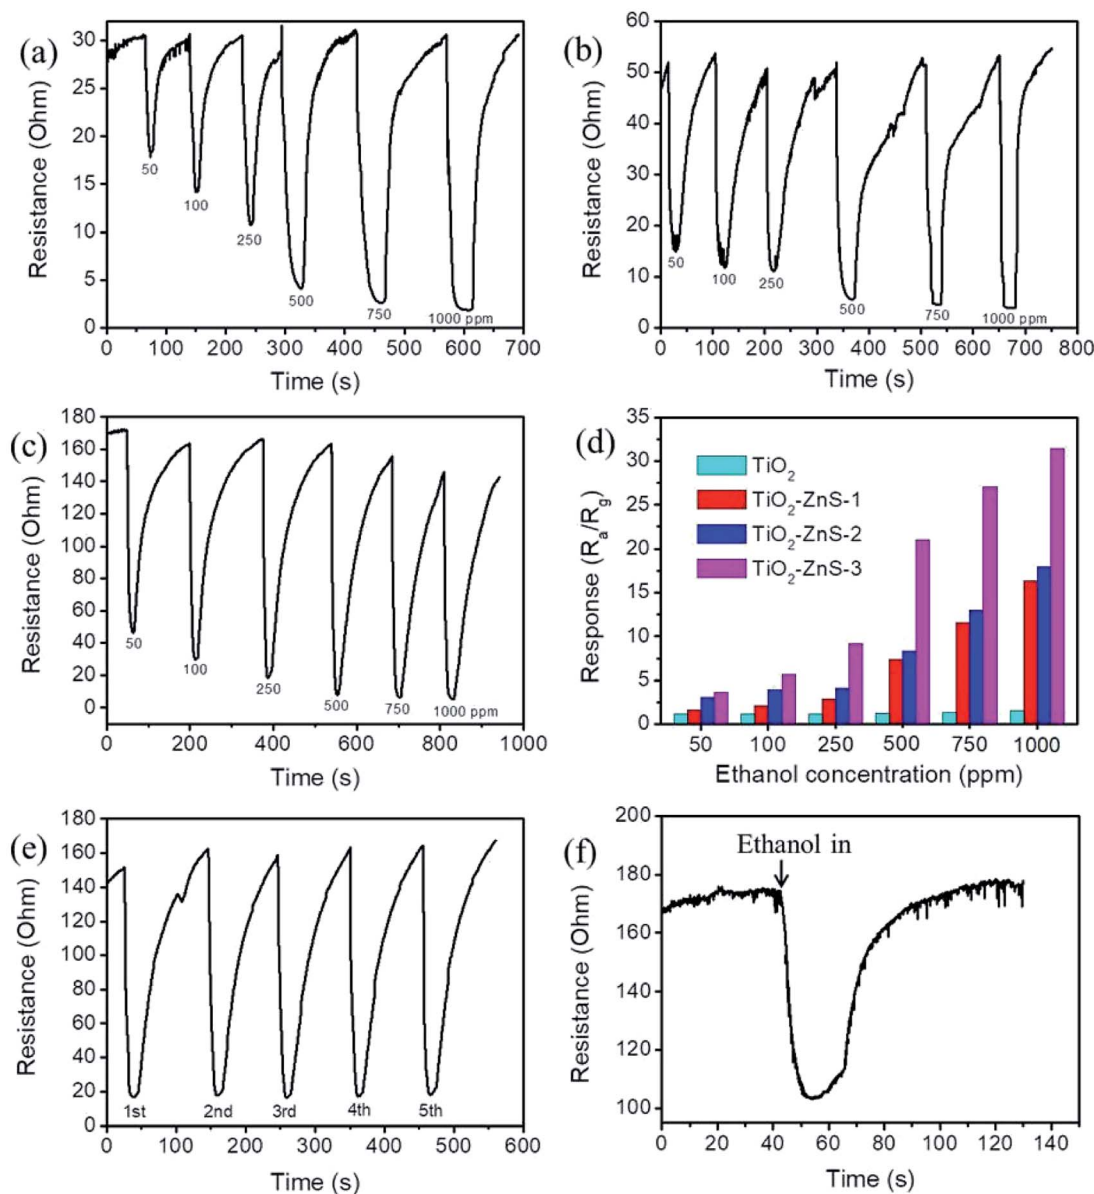 (a)
Resistance (Ohm)
30
25
20
15
10
5
0
50
100
250
500
750
1000 ppm
0 100 200 300 400 500 600 700
Time (s)
(b)
Resistance (Ohm)
60
50
40
30
20
10
0
50
100
250
500
750
1000 ppm
0 100 200 300 400 500 600 700 800
Time (s)
(c)
Resistance (Ohm)
180
160
140
120
100
80
60
40
20
0
50
100
250
500
750
1000 ppm
0 200 400 600 800 1000
Time (s)
(d)
Response (Rₐ/R_g)
35
30
25
20
15
10
5
0
TiO₂
TiO₂-ZnS-1
TiO₂-ZnS-2
TiO₂-ZnS-3
50 100 250 500 750 1000
Ethanol concentration (ppm)
(e)
Resistance (Ohm)
180
160
140
120
100
80
60
40
20
0
1st 2nd 3rd 4th 5th
0 100 200 300 400 500 600
Time (s)
(f)
Resistance (Ohm)
200
180
160
140
120
100
Ethanol in
0 20 40 60 80 100 120 140
Time (s)